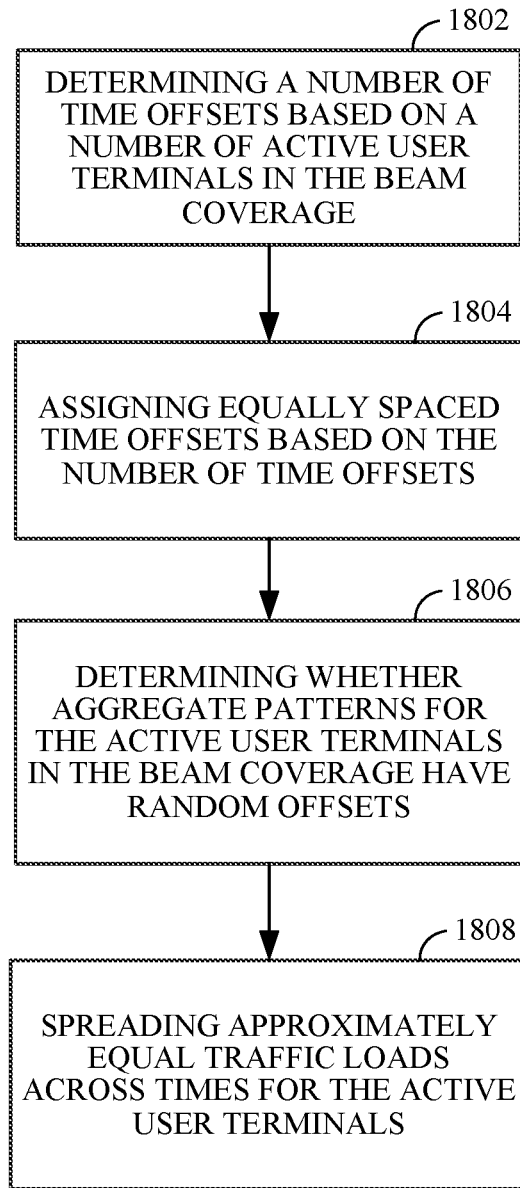 1802
DETERMINING A NUMBER OF
TIME OFFSETS BASED ON A
NUMBER OF ACTIVE USER
TERMINALS IN THE BEAM
COVERAGE
1804
ASSIGNING EQUALLY SPACED
TIME OFFSETS BASED ON THE
NUMBER OF TIME OFFSETS
1806
DETERMINING WHETHER
AGGREGATE PATTERNS FOR
THE ACTIVE USER TERMINALS
IN THE BEAM COVERAGE HAVE
RANDOM OFFSETS
1808
SPREADING APPROXIMATELY
EQUAL TRAFFIC LOADS
ACROSS TIMES FOR THE ACTIVE
USER TERMINALS